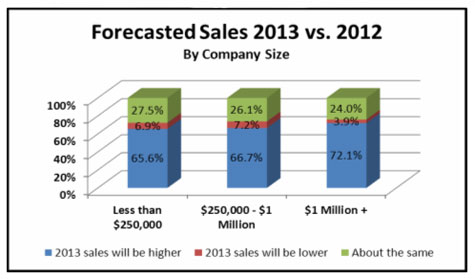 Forecasted Sales 2013 vs. 2012
By Company Size
100%
80%
60%
40%
20%
0%
27.5%
6.9%
65.6%
26.1%
7.2%
66.7%
24.0%
3.9%
72.1%
Less than
$250,000
$250,000 - $1
Million
$1 Million +
2013 sales will be higher
2013 sales will be lower
About the same